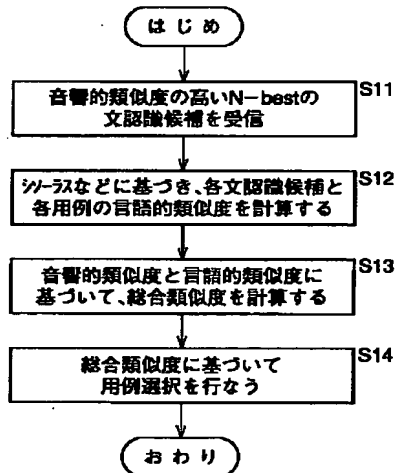 はじめ
音響的類似度の高いN-bestの
文認識候補を受信
S11
シソーラスなどに基づき、各文認識候補と
各用例の言語的類似度を計算する
S12
音響的類似度と言語的類似度に
基づいて、総合類似度を計算する
S13
総合類似度に基づいて
用例選択を行なう
S14
おわり